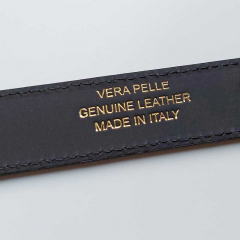 VERA PELLE
GENUINE LEATHER
MADE IN ITALY